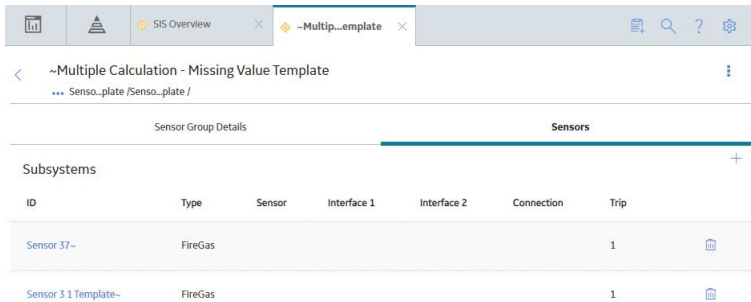 SIS Overview
~Multip...emplate
~Multiple Calculation - Missing Value Template
... Senso...plate /Senso...plate /
Sensor Group Details
Sensors
Subsystems
ID Type Sensor Interface 1 Interface 2 Connection Trip
Sensor 37~ FireGas 1
Sensor 3 1 Template~ FireGas 1